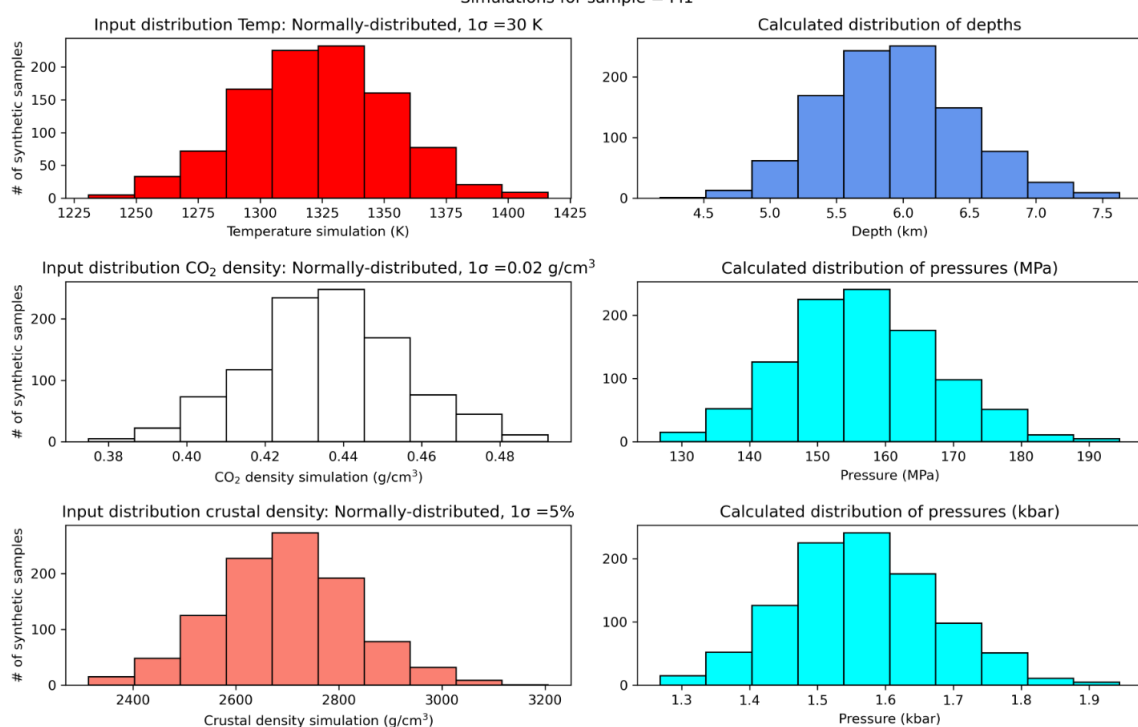 Simulations for sample = M1
Input distribution Temp: Normally-distributed, 1σ =30 K
# of synthetic samples
200
150
100
50
0
1225 1250 1275 1300 1325 1350 1375 1400 1425
Temperature simulation (K)
Calculated distribution of depths
200
100
0
4.5 5.0 5.5 6.0 6.5 7.0 7.5
Depth (km)
Input distribution CO₂ density: Normally-distributed, 1σ =0.02 g/cm³
# of synthetic samples
200
100
0
0.38 0.40 0.42 0.44 0.46 0.48
CO₂ density simulation (g/cm³)
Calculated distribution of pressures (MPa)
200
100
0
130 140 150 160 170 180 190
Pressure (MPa)
Input distribution crustal density: Normally-distributed, 1σ =5%
# of synthetic samples
200
100
0
2400 2600 2800 3000 3200
Crustal density simulation (g/cm³)
Calculated distribution of pressures (kbar)
200
100
0
1.3 1.4 1.5 1.6 1.7 1.8 1.9
Pressure (kbar)